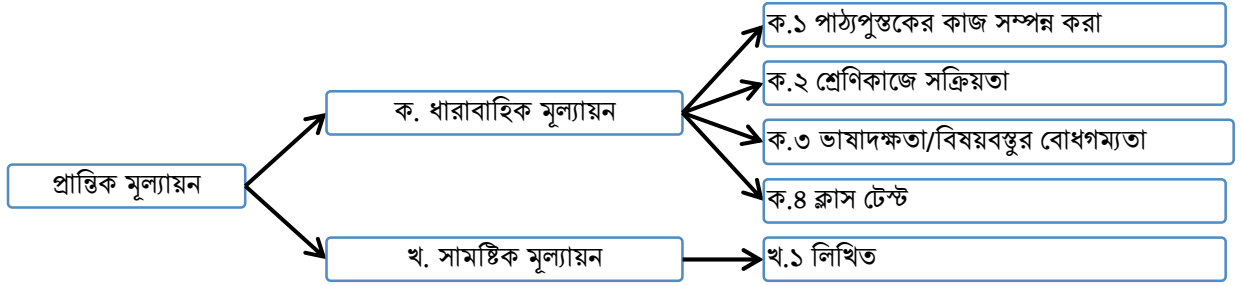 প্রান্তিক মূল্যায়ন
ক. ধারাবাহিক মূল্যায়ন
ক.১ পাঠ্যপুস্তকের কাজ সম্পন্ন করা
ক.২ শ্রেণিকাজে সক্রিয়তা
ক.৩ ভাষাদক্ষতা/বিষয়বস্তুর বোধগম্যতা
ক.৪ ক্লাস টেস্ট
খ. সামষ্টিক মূল্যায়ন
খ.১ লিখিত